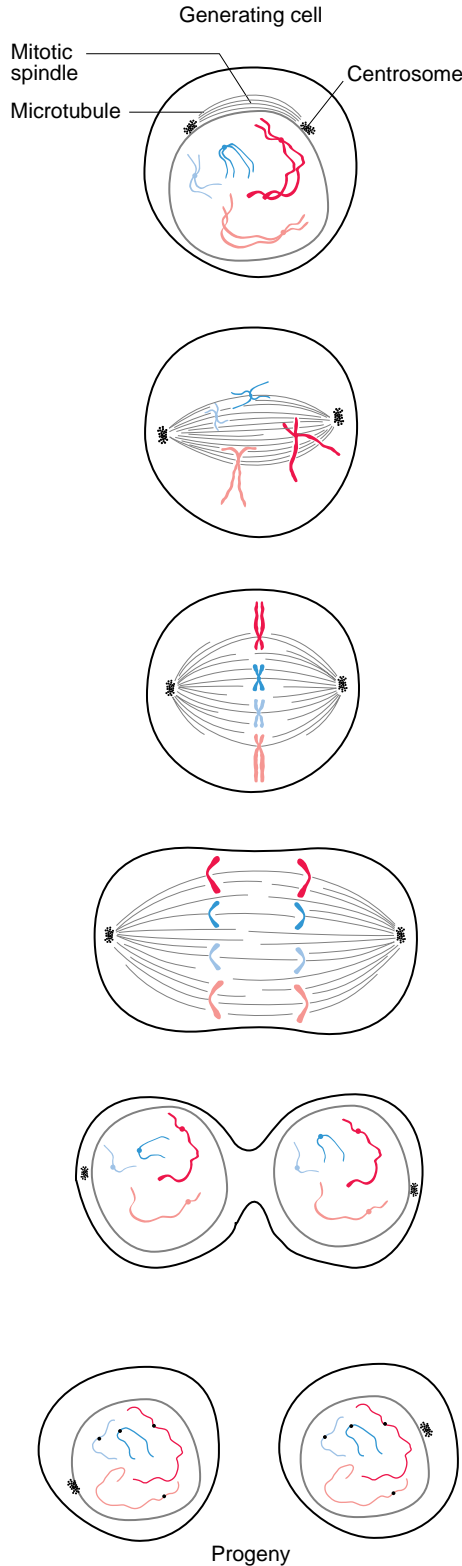 Generating cell
Mitotic
spindle
Centrosome
Microtubule
Progeny